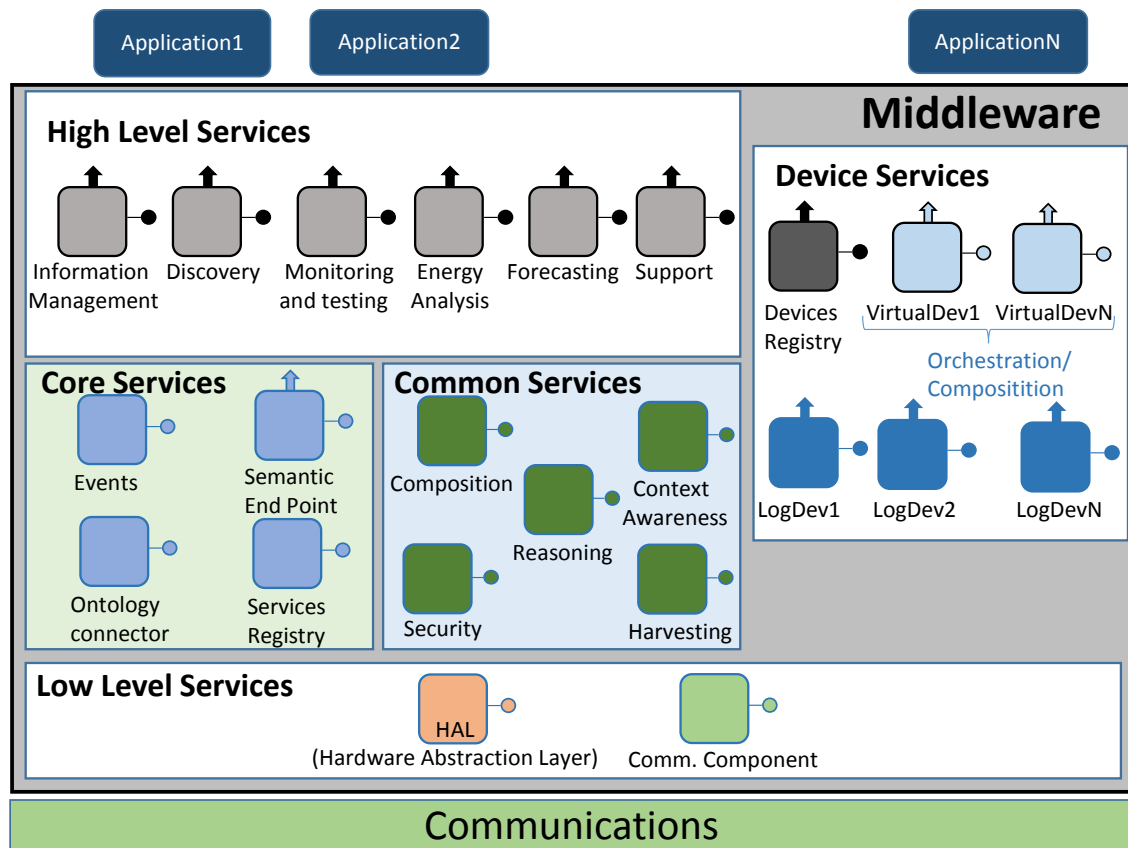 Application1
Application2
ApplicationN
Middleware
High Level Services
Information
Management
Discovery
Monitoring
and testing
Energy
Analysis
Forecasting
Support
Device Services
Devices
Registry
VirtualDev1
VirtualDevN
Orchestration/
Compositition
LogDev1
LogDev2
LogDevN
Core Services
Events
Semantic
End Point
Ontology
connector
Services
Registry
Common Services
Composition
Context
Awareness
Reasoning
Security
Harvesting
Low Level Services
HAL
(Hardware Abstraction Layer)
Comm. Component
Communications